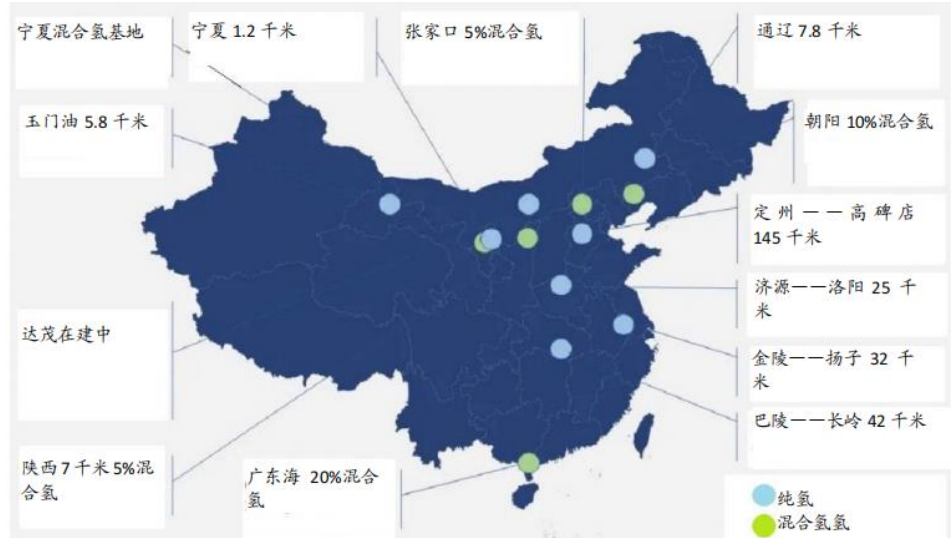 宁夏混合氢基地
宁夏 1.2 千米
张家口 5%混合氢
通辽 7.8 千米
玉门油 5.8 千米
朝阳 10%混合氢
定州——高碑店
145 千米
济源——洛阳 25 千
米
达茂在建中
金陵——扬子 32 千
米
巴陵——长岭 42 千米
陕西 7 千米 5%混
合氢
广东海 20%混合
氢
纯氢
混合氢氢